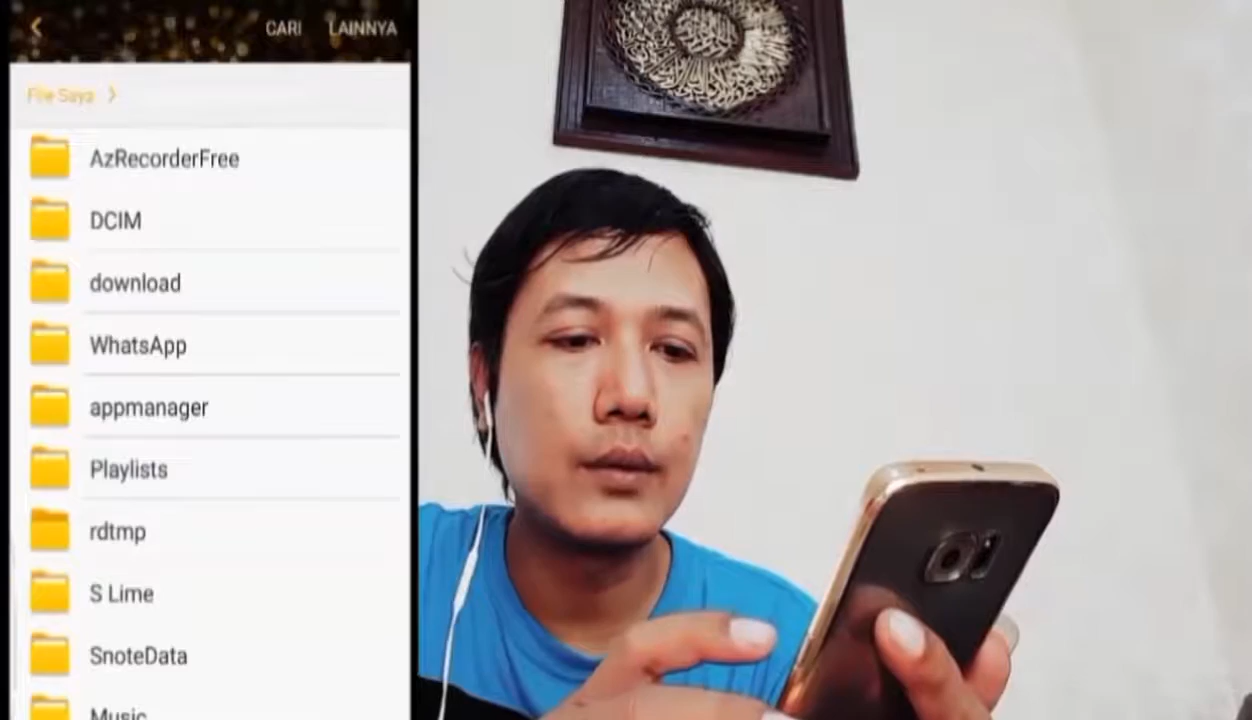 CARI LAINNYA
File Saya
AzRecorderFree
DCIM
download
WhatsApp
appmanager
Playlists
rdtmp
S Lime
SnoteData
Music